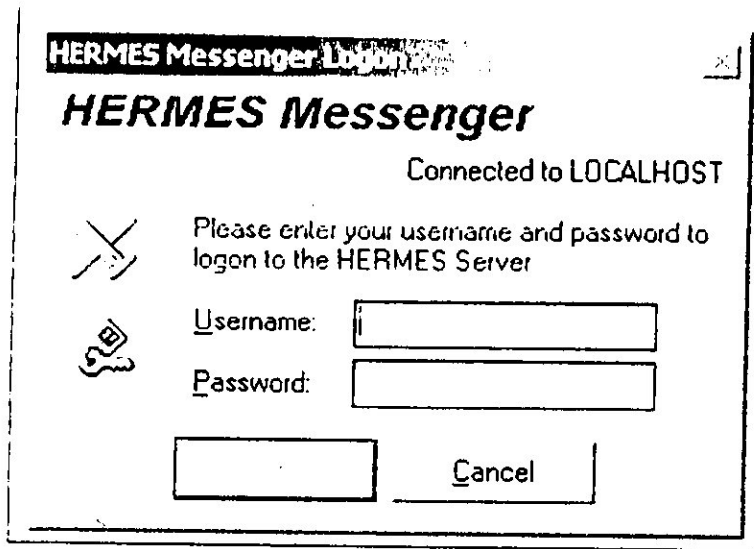 HERMES Messenger Logon
HERMES Messenger
Connected to LOCALHOST
Please enter your username and password to
logon to the HERMES Server
Username:
Password:
Cancel